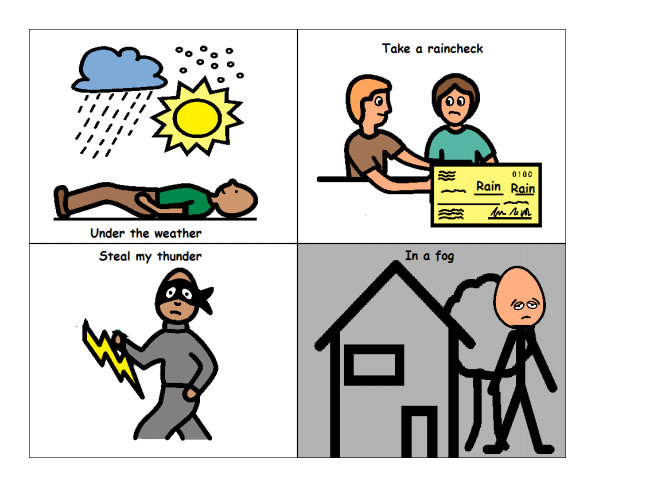 Take a raincheck
0100
Rain Rain
Under the weather
Steal my thunder
In a fog